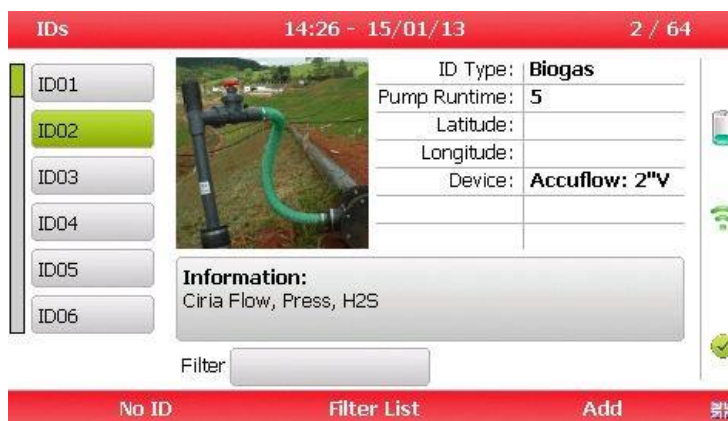 IDs 14:26 - 15/01/13 2 / 64
ID01
ID02
ID03
ID04
ID05
ID06
ID Type: Biogas
Pump Runtime: 5
Latitude:
Longitude:
Device: Accuflow: 2"V
Information:
Ciria Flow, Press, H2S
Filter
No ID Filter List Add